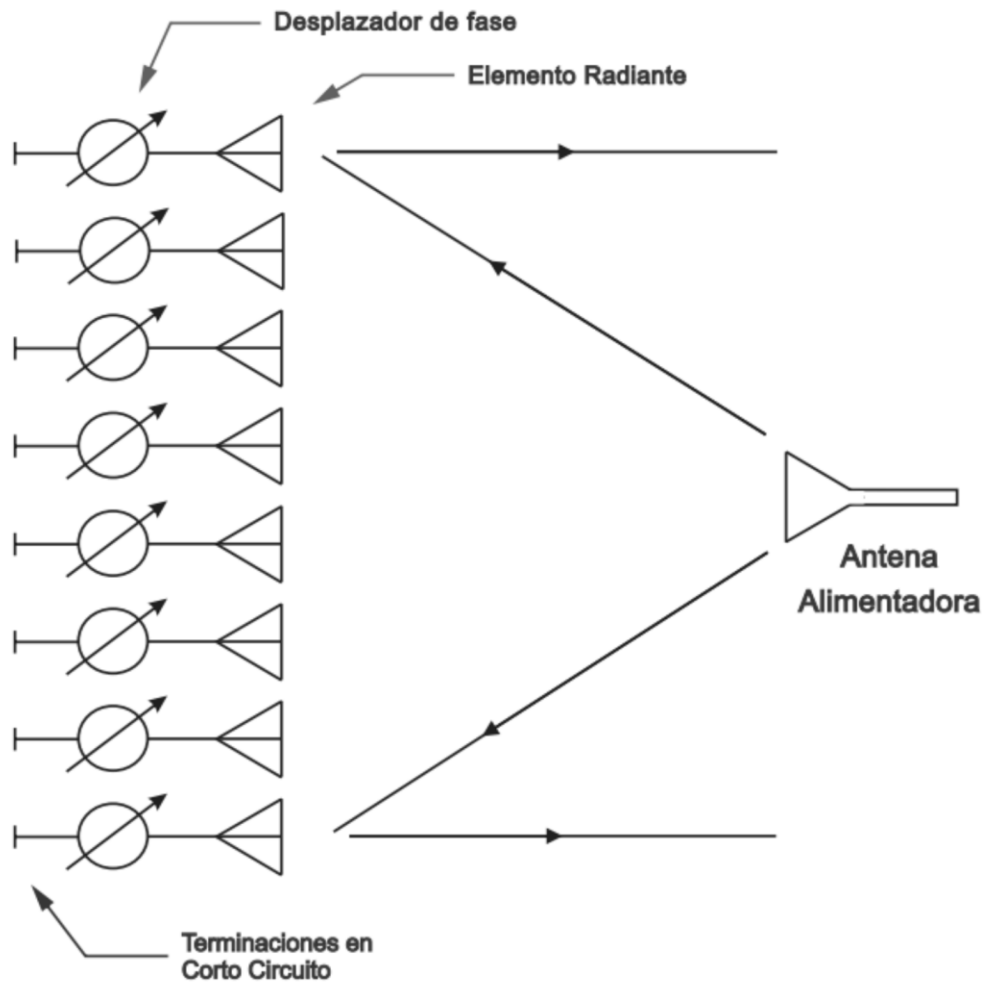 Desplazador de fase
Elemento Radiante
Antena
Alimentadora
Terminaciones en
Corto Circuito